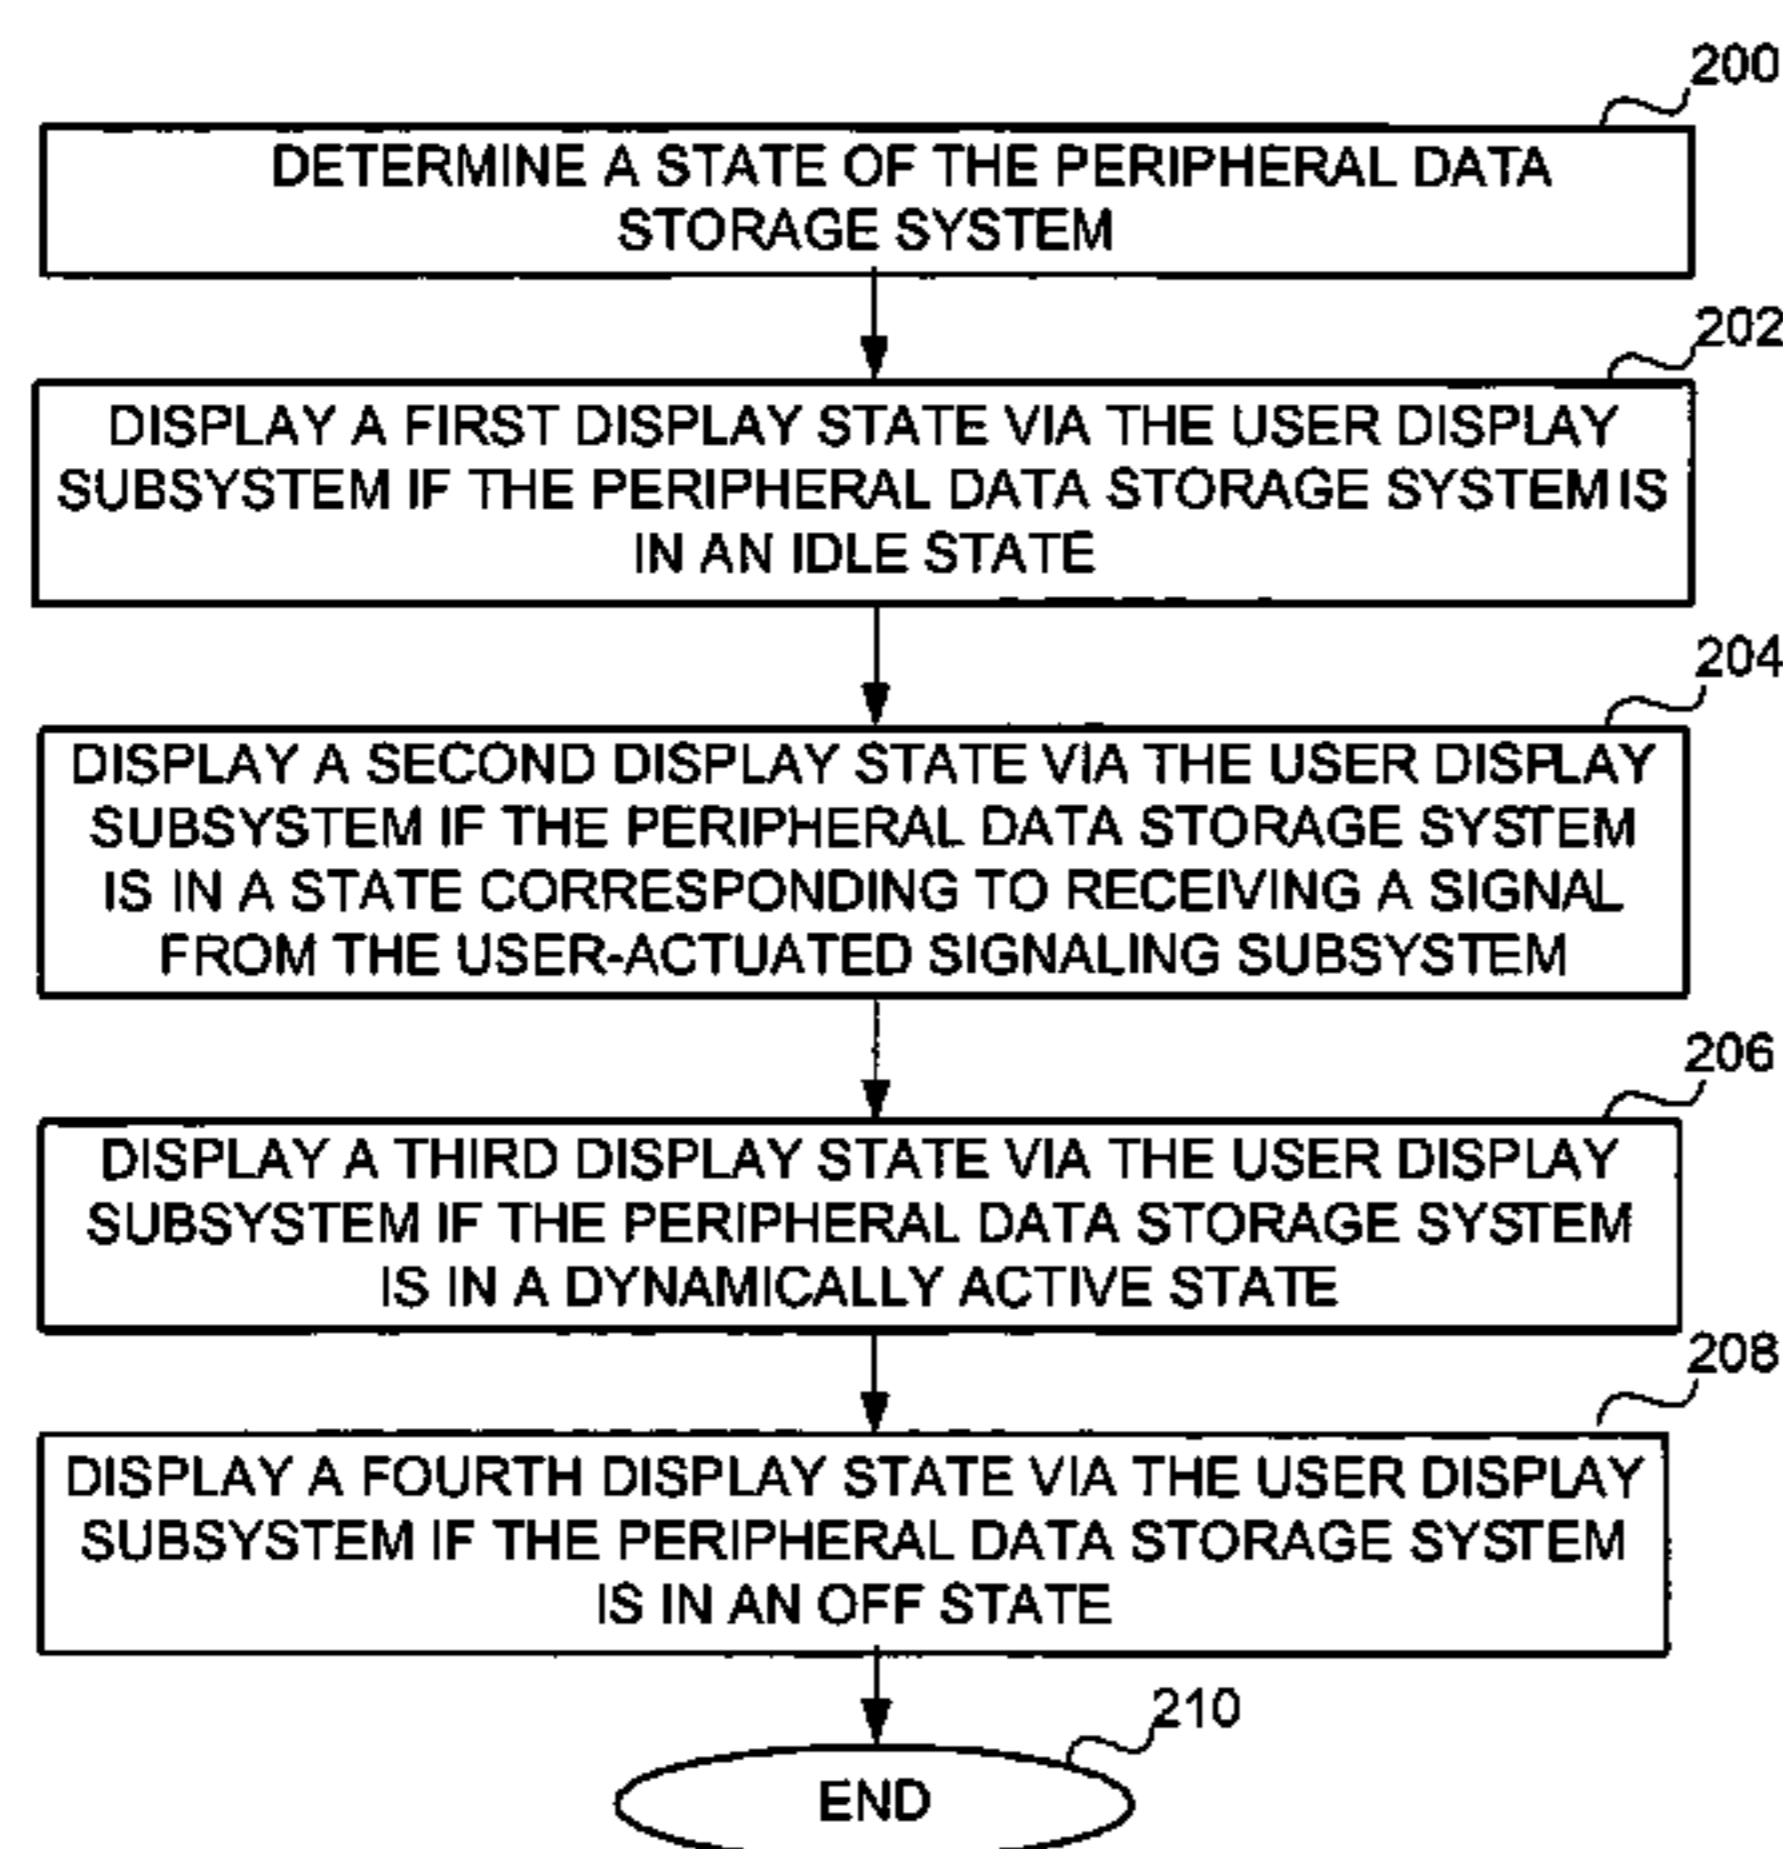 200
DETERMINE A STATE OF THE PERIPHERAL DATA
STORAGE SYSTEM
202
DISPLAY A FIRST DISPLAY STATE VIA THE USER DISPLAY
SUBSYSTEM IF THE PERIPHERAL DATA STORAGE SYSTEM IS
IN AN IDLE STATE
204
DISPLAY A SECOND DISPLAY STATE VIA THE USER DISPLAY
SUBSYSTEM IF THE PERIPHERAL DATA STORAGE SYSTEM
IS IN A STATE CORRESPONDING TO RECEIVING A SIGNAL
FROM THE USER-ACTUATED SIGNALING SUBSYSTEM
206
DISPLAY A THIRD DISPLAY STATE VIA THE USER DISPLAY
SUBSYSTEM IF THE PERIPHERAL DATA STORAGE SYSTEM
IS IN A DYNAMICALLY ACTIVE STATE
208
DISPLAY A FOURTH DISPLAY STATE VIA THE USER DISPLAY
SUBSYSTEM IF THE PERIPHERAL DATA STORAGE SYSTEM
IS IN AN OFF STATE
210
END